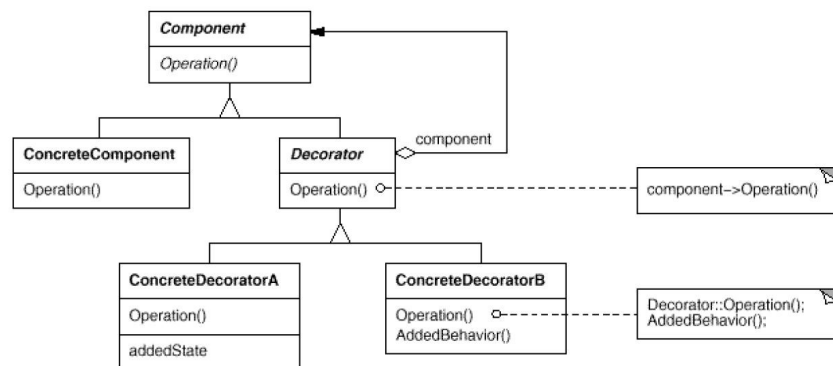 Component
Operation()
component
ConcreteComponent
Operation()
Decorator
Operation()
component–>Operation()
ConcreteDecoratorA
Operation()
addedState
ConcreteDecoratorB
Operation()
AddedBehavior()
Decorator::Operation();
AddedBehavior();